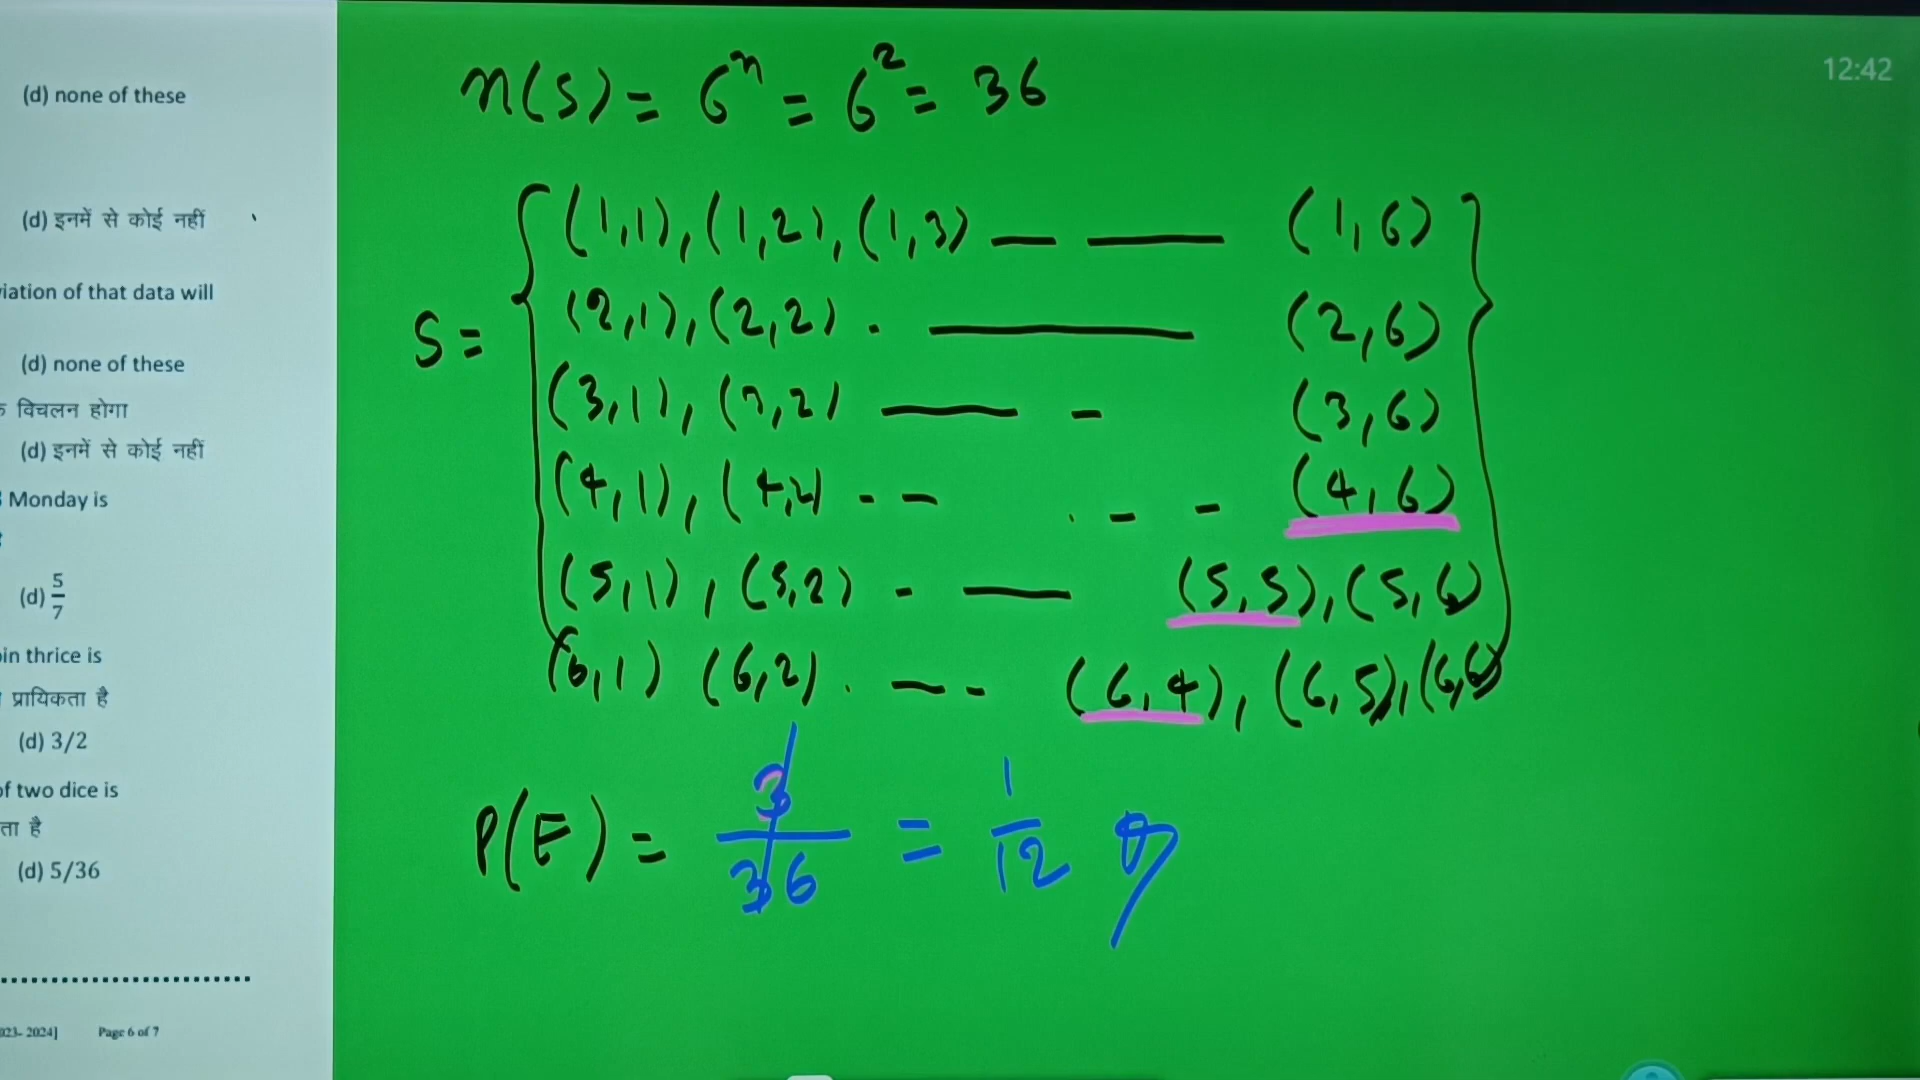 (d) none of these
(d) इनमें से कोई नहीं
iation of that data will
(d) none of these
विचलन होगा
(d) इनमें से कोई नहीं
Monday is
(d) 5/7
in thrice is
प्रायिकता है
(d) 3/2
of two dice is
ता है
(d) 5/36
023- 2024] Page 6 of 7
12:42
n(S) = 6ⁿ = 6² = 36
S = { (1,1), (1,2), (1,3) — — (1,6) }
(2,1), (2,2) . — (2,6)
(3,1), (3,2) — - (3,6)
(4,1), (4,2) - - . - - (4,6)
(5,1), (5,2) - — (5,5), (5,6)
(6,1) (6,2) . - - (6,4), (6,5), (6,6)
P(E) = 3/36 = 1/12